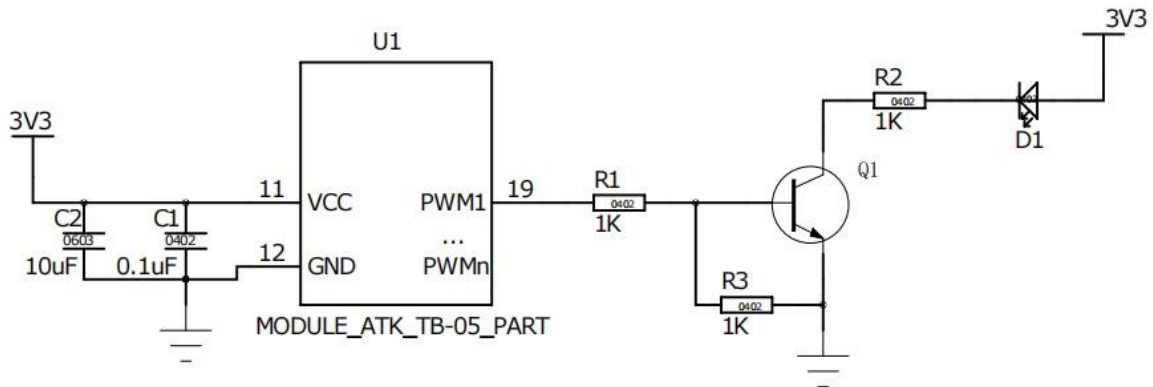 3V3
U1
R2
0402
1K
D1
3V3
11
VCC
PWM1
19
R1
0402
1K
Q1
C2
0603
10uF
C1
0402
0.1uF
12
GND
...
PWMn
R3
0402
1K
MODULE_ATK_TB-05_PART